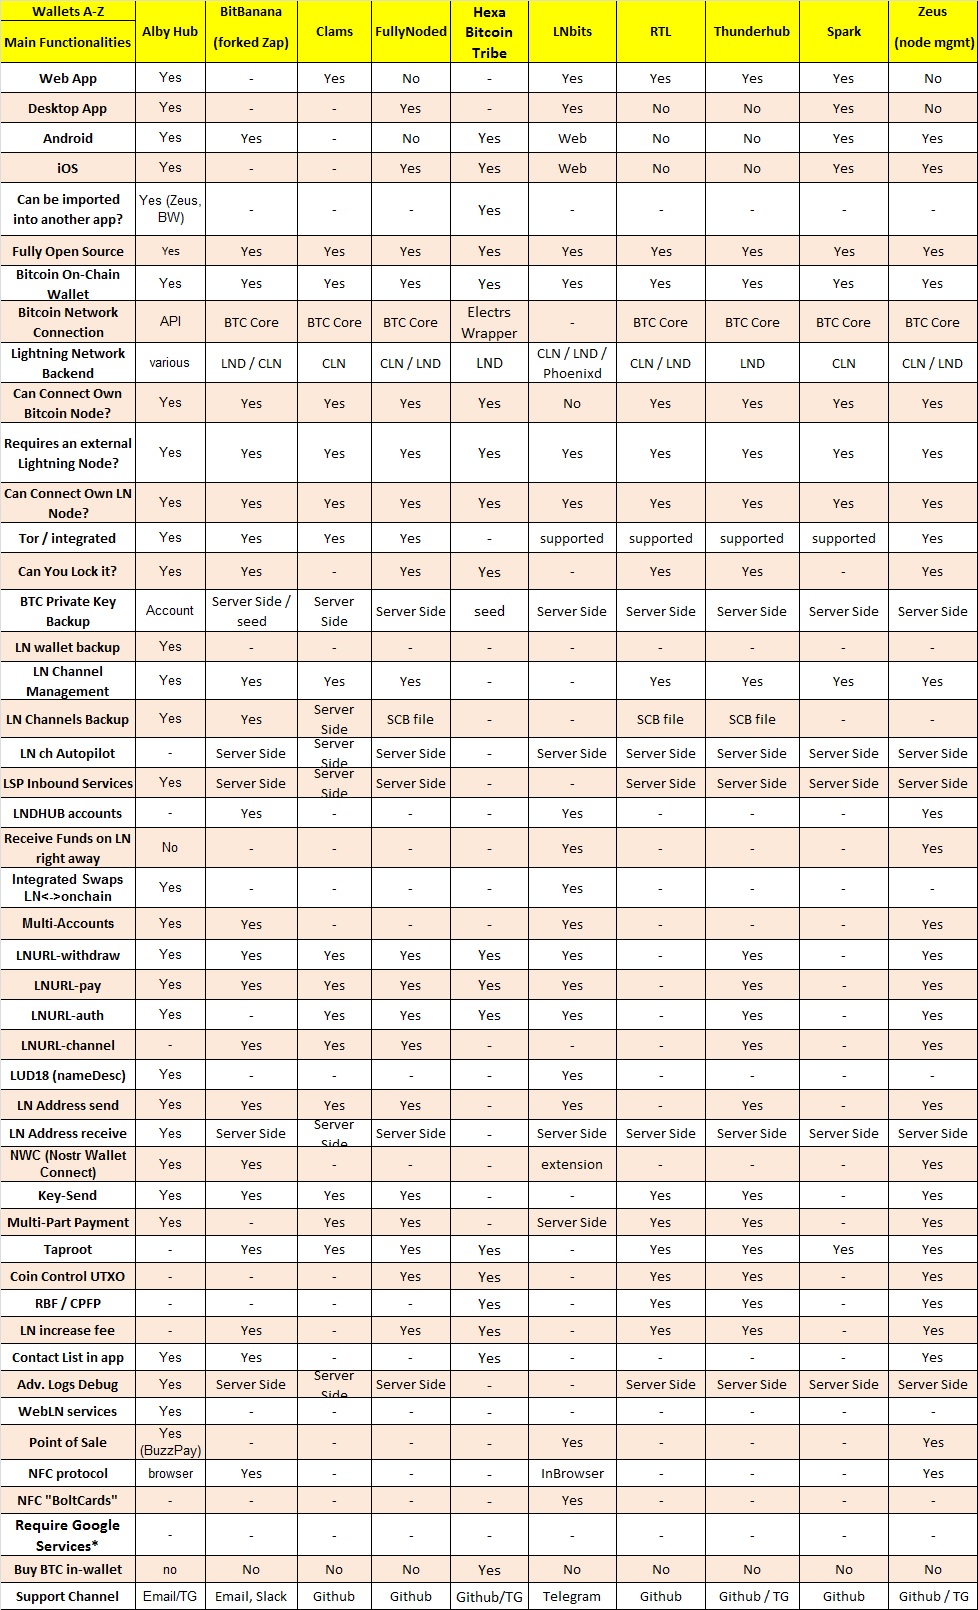 Wallets A-Z
Main Functionalities
Alby Hub
BitBanana
(forked Zap)
Clams
FullyNoded
Hexa
Bitcoin
Tribe
LNbits
RTL
Thunderhub
Spark
Zeus
(node mgmt)
Web App Yes - Yes No - Yes Yes Yes Yes No
Desktop App Yes - - Yes - Yes No No Yes No
Android Yes Yes - No Yes Web No No Yes Yes
iOS Yes - - Yes Yes Web No No Yes Yes
Can be imported
into another app?
Yes (Zeus,
BW)
- - - Yes - - - - -
Fully Open Source Yes Yes Yes Yes Yes Yes Yes Yes Yes Yes
Bitcoin On-Chain
Wallet
Yes Yes Yes Yes Yes Yes Yes Yes Yes Yes
Bitcoin Network
Connection
API BTC Core BTC Core BTC Core
Electrs
Wrapper
- BTC Core BTC Core BTC Core BTC Core
Lightning Network
Backend
various LND / CLN CLN CLN / LND LND
CLN / LND /
Phoenixd
CLN / LND LND CLN CLN / LND
Can Connect Own
Bitcoin Node?
Yes Yes Yes Yes Yes No Yes Yes Yes Yes
Requires an external
Lightning Node?
Yes Yes Yes Yes Yes Yes Yes Yes Yes Yes
Can Connect Own LN
Node?
Yes Yes Yes Yes Yes Yes Yes Yes Yes Yes
Tor / integrated Yes Yes Yes Yes - supported supported supported supported Yes
Can You Lock it? Yes Yes - Yes Yes - Yes Yes - Yes
BTC Private Key
Backup
Account
Server Side /
seed
Server
Side
Server Side seed Server Side Server Side Server Side Server Side Server Side
LN wallet backup Yes - - - - - - - - -
LN Channel
Management
Yes Yes Yes Yes - - Yes Yes Yes Yes
LN Channels Backup Yes Yes
Server
Side
SCB file - - SCB file SCB file - -
LN ch Autopilot - Server Side
Server
Side
Server Side - Server Side Server Side Server Side Server Side Server Side
LSP Inbound Services Yes Server Side
Server
Side
Server Side - - Server Side Server Side Server Side Server Side
LNDHUB accounts - Yes - - - Yes - - - Yes
Receive Funds on LN
right away
No - - - - Yes - - - Yes
Integrated Swaps
LN<->onchain
Yes - - - - Yes - - - -
Multi-Accounts Yes Yes - - - Yes - - - Yes
LNURL-withdraw Yes Yes Yes Yes Yes Yes - Yes - Yes
LNURL-pay Yes Yes Yes Yes Yes Yes - Yes - Yes
LNURL-auth Yes - Yes Yes Yes Yes - Yes - Yes
LNURL-channel - Yes Yes Yes - - - Yes - Yes
LUD18 (nameDesc) Yes - - - - Yes - - - -
LN Address send Yes Yes Yes Yes - Yes - Yes - Yes
LN Address receive Yes Server Side
Server
Side
Server Side - Server Side Server Side Server Side Server Side Server Side
NWC (Nostr Wallet
Connect)
Yes Yes - - - extension - - - Yes
Key-Send Yes Yes Yes Yes - - Yes Yes - Yes
Multi-Part Payment Yes - Yes Yes - Server Side Yes Yes - Yes
Taproot - Yes Yes Yes Yes - Yes Yes Yes Yes
Coin Control UTXO - - - Yes Yes - Yes Yes - Yes
RBF / CPFP - - - - Yes - Yes Yes - Yes
LN increase fee - Yes - Yes Yes - Yes Yes - Yes
Contact List in app Yes Yes - - Yes - - - - Yes
Adv. Logs Debug Yes Server Side
Server
Side
Server Side - - Server Side Server Side Server Side Server Side
WebLN services Yes - - - - - - - - -
Point of Sale
Yes
(BuzzPay)
- - - - Yes - - - Yes
NFC protocol browser Yes - - - InBrowser - - - Yes
NFC "BoltCards" - - - - - Yes - - - -
Require Google
Services*
- - - - - - - - - -
Buy BTC in-wallet no No No No Yes No No No No No
Support Channel Email/TG Email, Slack Github Github Github/TG Telegram Github Github / TG Github Github / TG